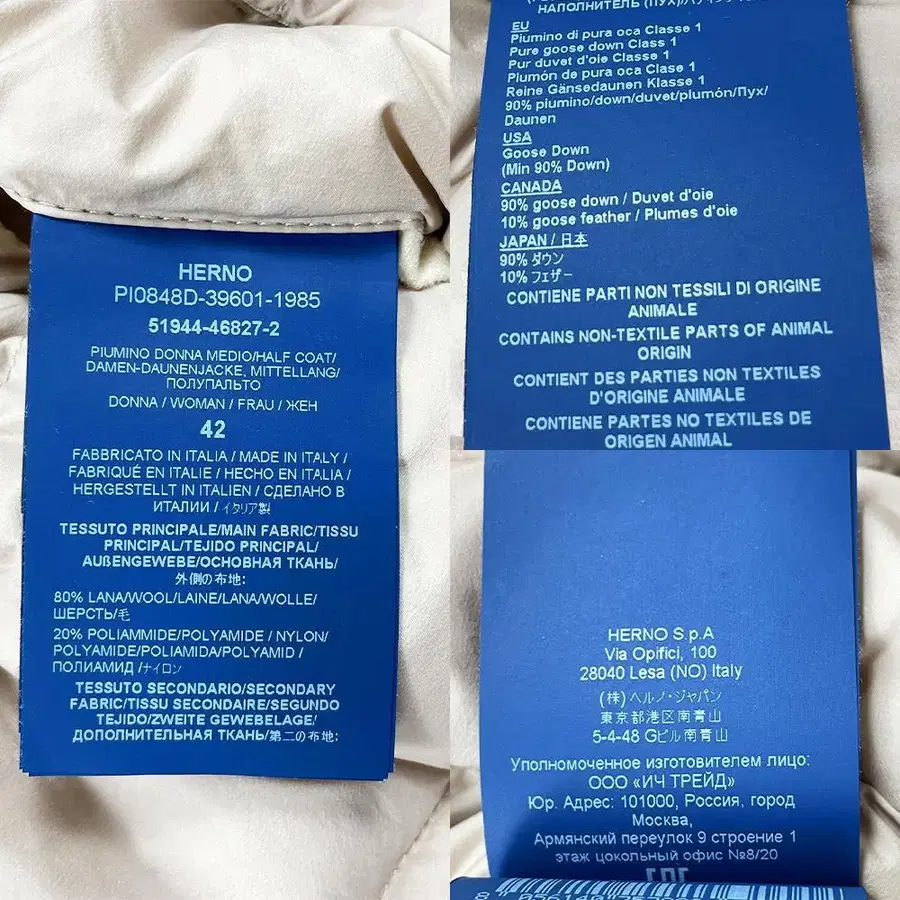 HERNO
PI0848D-39601-1985
51944-46827-2
PIUMINO DONNA MEDIO/HALF COAT/
DAMEN-DAUNENJACKE, MITTELLANG/
ПОЛУПАЛЬТО
DONNA / WOMAN / FRAU / ЖЕН
42
FABBRICATO IN ITALIA / MADE IN ITALY /
FABRIQUÉ EN ITALIE / HECHO EN ITALIA /
HERGESTELLT IN ITALIEN / СДЕЛАНО В
ИТАЛИИ / イタリア製
TESSUTO PRINCIPALE/MAIN FABRIC/TISSU
PRINCIPAL/TEJIDO PRINCIPAL/
AUßENGEWEBE/ОСНОВНАЯ ТКАНЬ/
外側の布地:
80% LANA/WOOL/LAINE/LANA/WOLLE/
ШЕРСТЬ/毛
20% POLIAMMIDE/POLYAMIDE / NYLON/
POLYAMIDE/POLIAMIDA/POLYAMID /
ПОЛИАМИД /ナイロン
TESSUTO SECONDARIO/SECONDARY
FABRIC/TISSU SECONDAIRE/SEGUNDO
TEJIDO/ZWEITE GEWEBELAGE/
ДОПОЛНИТЕЛЬНАЯ ТКАНЬ/第二の布地:
НАПОЛНИТЕЛЬ (ПУХ)/
EU
Piumino di pura oca Classe 1
Pure goose down Class 1
Pur duvet d'oie Classe 1
Plumón de pura oca Clase 1
Reine Gänsedaunen Klasse 1
90% piumino/down/duvet/plumón/Пух/
Daunen
USA
Goose Down
(Min 90% Down)
CANADA
90% goose down / Duvet d'oie
10% goose feather / Plumes d'oie
JAPAN / 日本
90% ダウン
10% フェザー
CONTIENE PARTI NON TESSILI DI ORIGINE
ANIMALE
CONTAINS NON-TEXTILE PARTS OF ANIMAL
ORIGIN
CONTIENT DES PARTIES NON TEXTILES
D'ORIGINE ANIMALE
CONTIENE PARTES NO TEXTILES DE
ORIGEN ANIMAL
HERNO S.p.A
Via Opifici, 100
28040 Lesa (NO) Italy
(株) ヘルノ・ジャパン
東京都港区南青山
5-4-48 Gビル南青山
Уполномоченное изготовителем лицо:
ООО «ИЧ ТРЕЙД»
Юр. Адрес: 101000, Россия, город
Москва,
Армянский переулок 9 строение 1
этаж цокольный офис №8/20